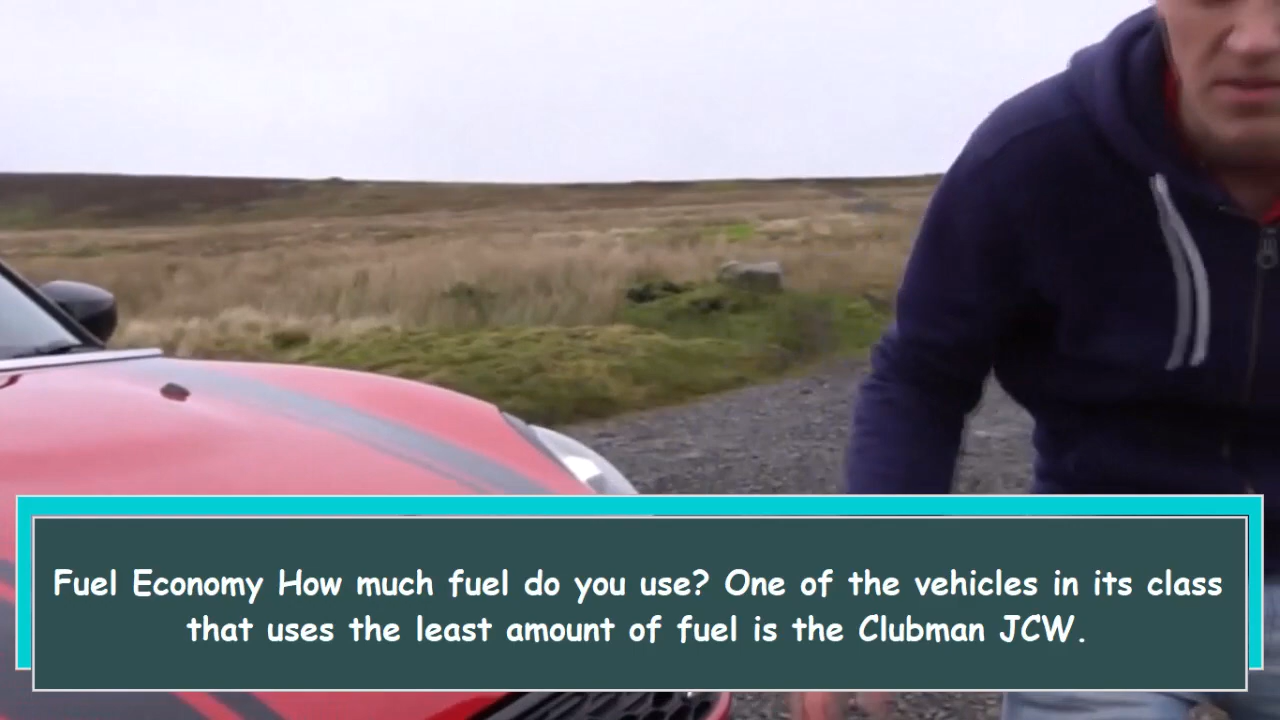 Fuel Economy How much fuel do you use? One of the vehicles in its class
that uses the least amount of fuel is the Clubman JCW.